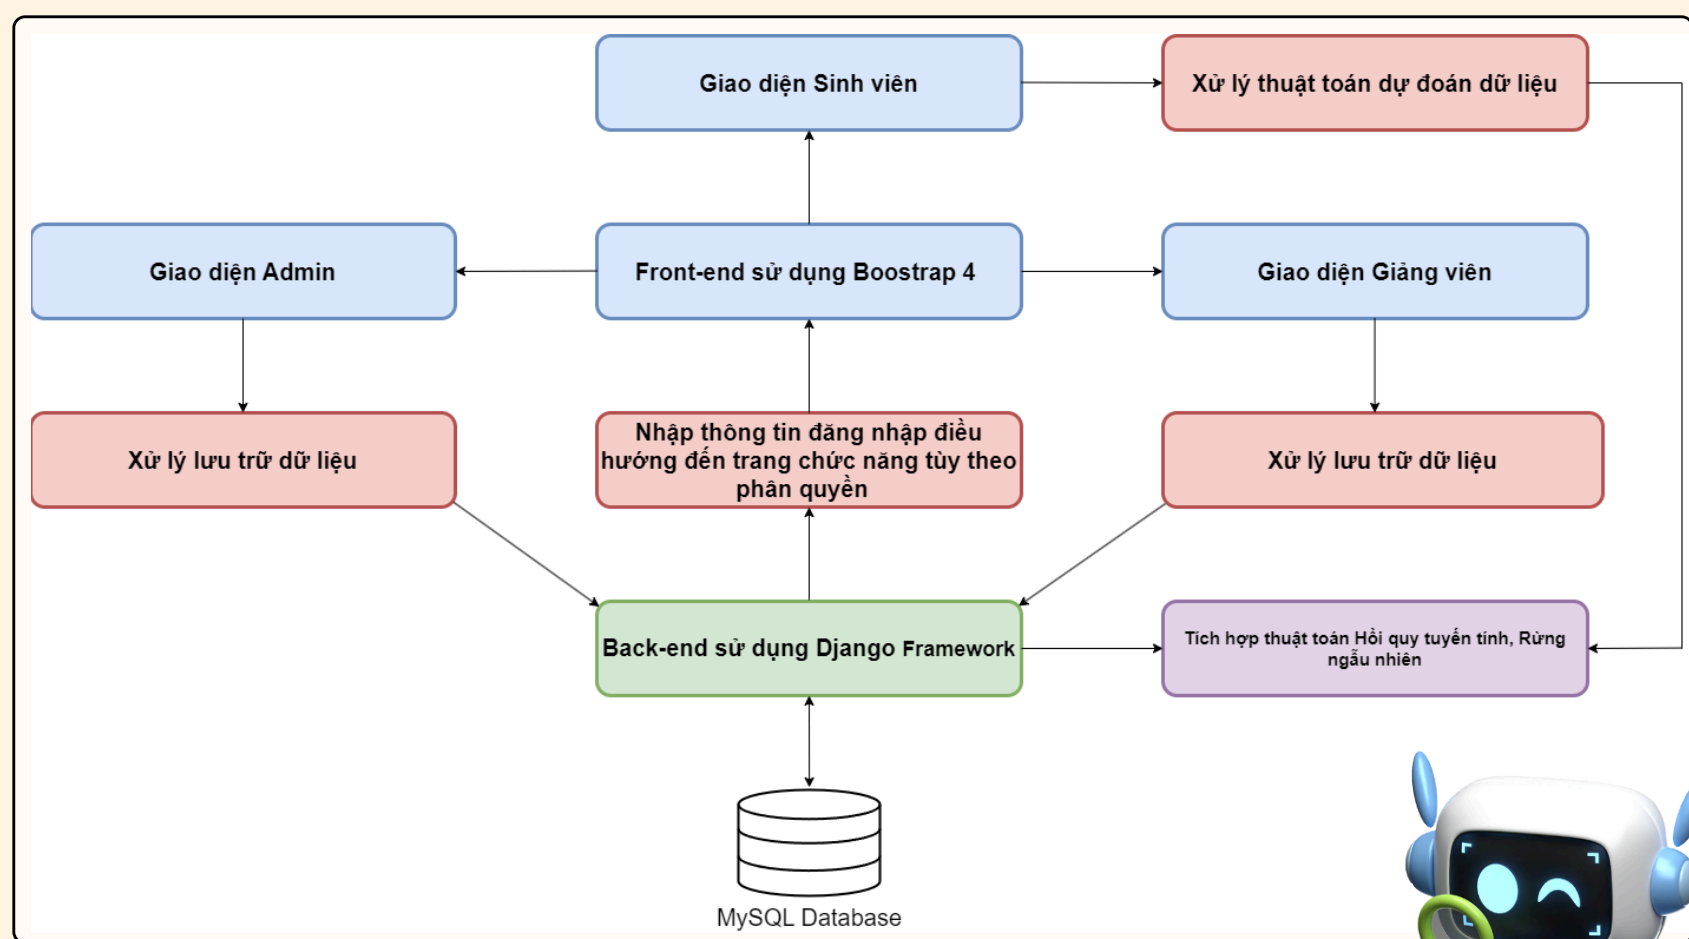 Giao diện Sinh viên
Xử lý thuật toán dự đoán dữ liệu
Giao diện Admin
Front-end sử dụng Boostrap 4
Giao diện Giảng viên
Xử lý lưu trữ dữ liệu
Nhập thông tin đăng nhập điều
hướng đến trang chức năng tùy theo
phân quyền
Xử lý lưu trữ dữ liệu
Back-end sử dụng Django Framework
Tích hợp thuật toán Hồi quy tuyến tính, Rừng
ngẫu nhiên
MySQL Database